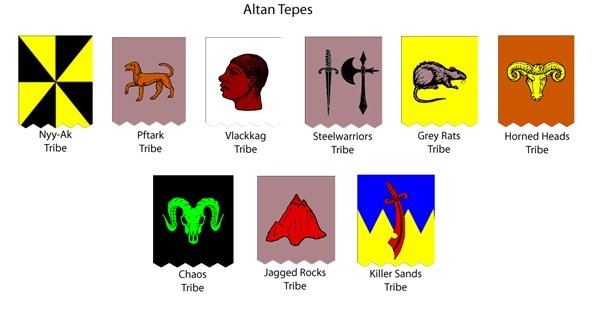 Altan Tepes
Nyy-Ak
Tribe
Pftark
Tribe
Vlackkag
Tribe
Steelwarriors
Tribe
Grey Rats
Tribe
Horned Heads
Tribe
Chaos
Tribe
Jagged Rocks
Tribe
Killer Sands
Tribe